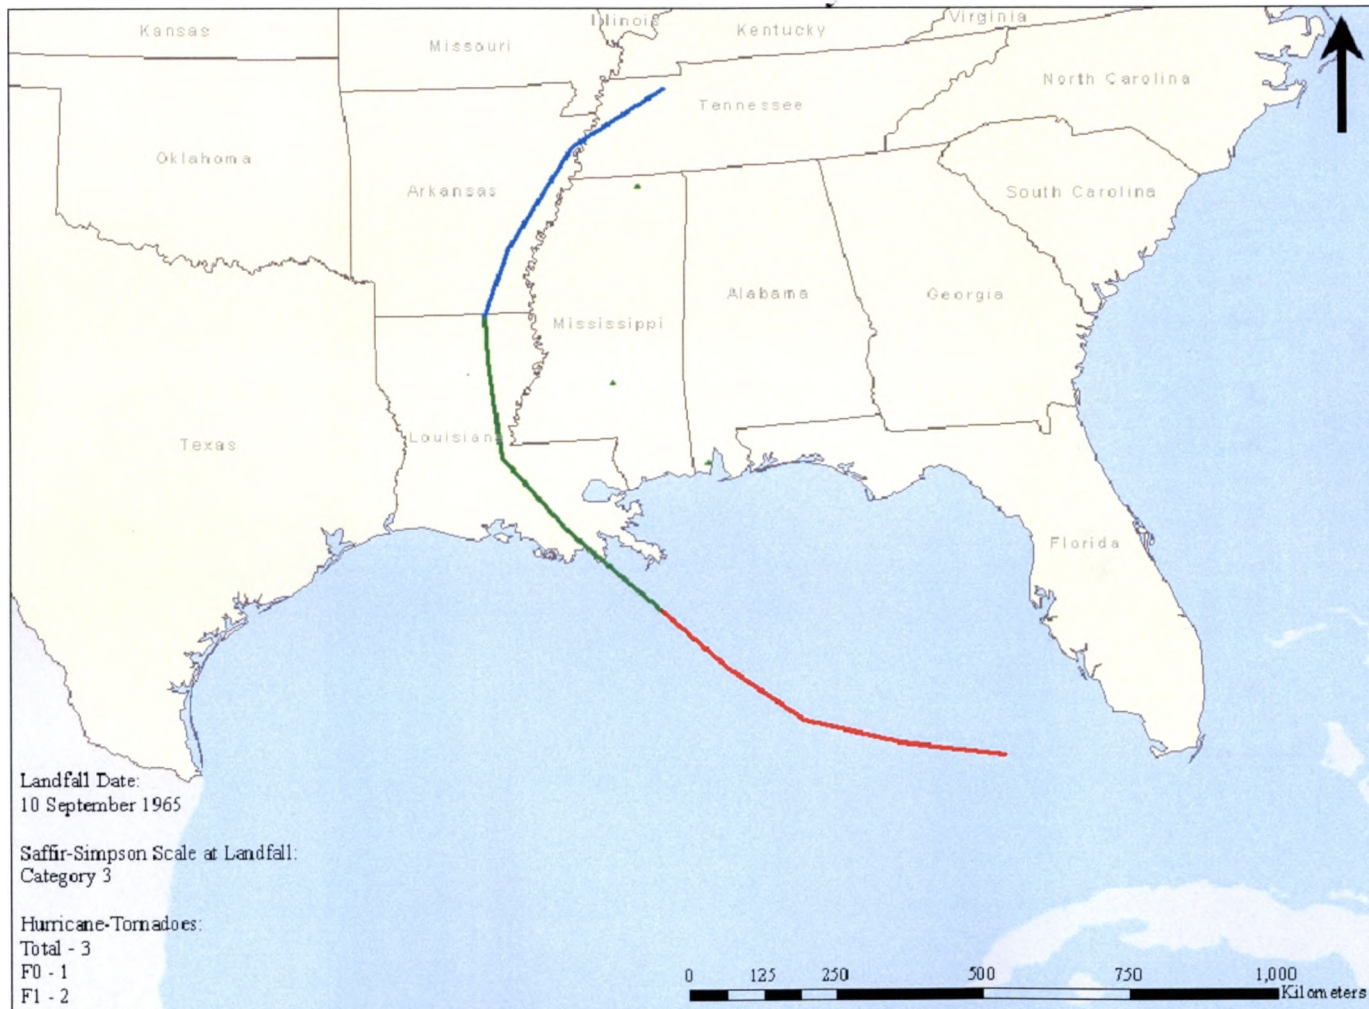 Kansas
Missouri
Illinois
Kentucky
Virginia
North Carolina
Tennessee
Oklahoma
Arkansas
South Carolina
Mississippi
Alabama
Georgia
Texas
Louisiana
Florida
Landfall Date:
10 September 1965
Saffir-Simpson Scale at Landfall:
Category 3
Hurricane-Tornadoes:
Total - 3
F0 - 1
F1 - 2
0 125 250 500 750 1,000
Kilometers